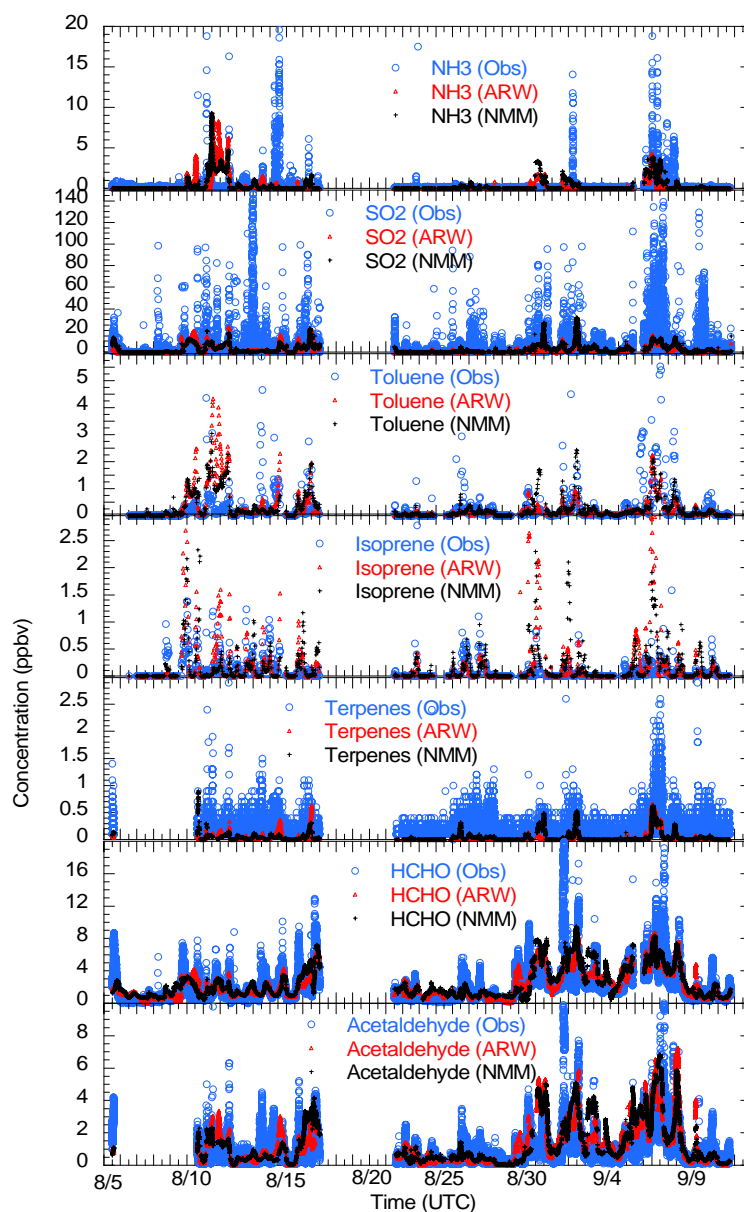 20
15
10
5
0
NH3 (Obs)
NH3 (ARW)
NH3 (NMM)
140
120
100
80
60
40
20
0
SO2 (Obs)
SO2 (ARW)
SO2 (NMM)
5
4
3
2
1
0
Toluene (Obs)
Toluene (ARW)
Toluene (NMM)
2.5
2
1.5
1
0.5
0
Isoprene (Obs)
Isoprene (ARW)
Isoprene (NMM)
2.5
2
1.5
1
0.5
0
Terpenes (Obs)
Terpenes (ARW)
Terpenes (NMM)
16
12
8
4
0
HCHO (Obs)
HCHO (ARW)
HCHO (NMM)
8
6
4
2
0
Acetaldehyde (Obs)
Acetaldehyde (ARW)
Acetaldehyde (NMM)
Concentration (ppbv)
8/5 8/10 8/15 8/20 8/25 8/30 9/4 9/9
Time (UTC)